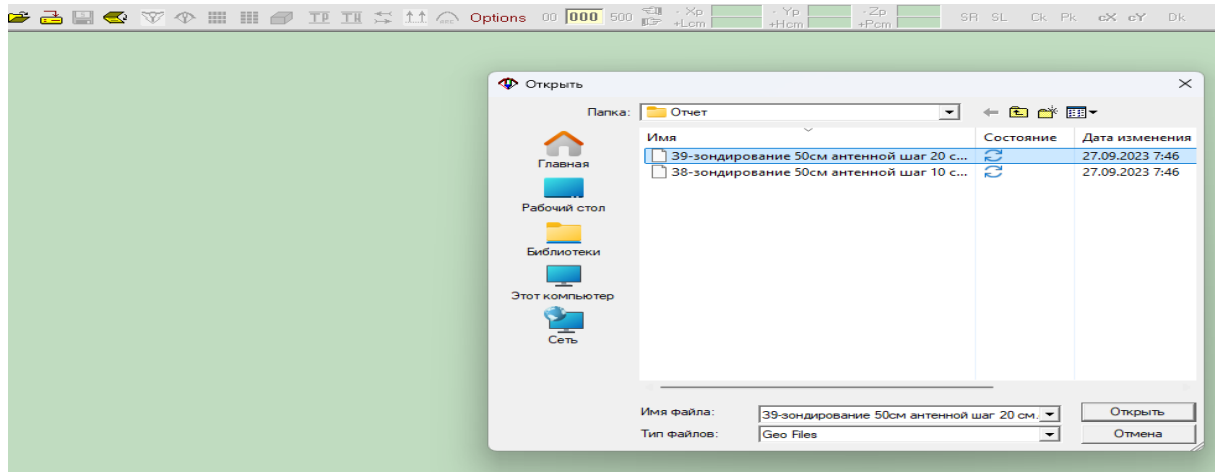 TP TH Options 00 000 500 · Xp · Yp · Zp SR SL Ck Pk cX cY Dk
+Lcm +Hcm +Pcm
Открыть
Папка: Отчет
Имя Состояние Дата изменения
39-зондирование 50см антенной шаг 20 с... 27.09.2023 7:46
38-зондирование 50см антенной шаг 10 с... 27.09.2023 7:46
Главная
Рабочий стол
Библиотеки
Этот компьютер
Сеть
Имя файла: 39-зондирование 50см антенной шаг 20 см. Открыть
Тип файлов: Geo Files Отмена